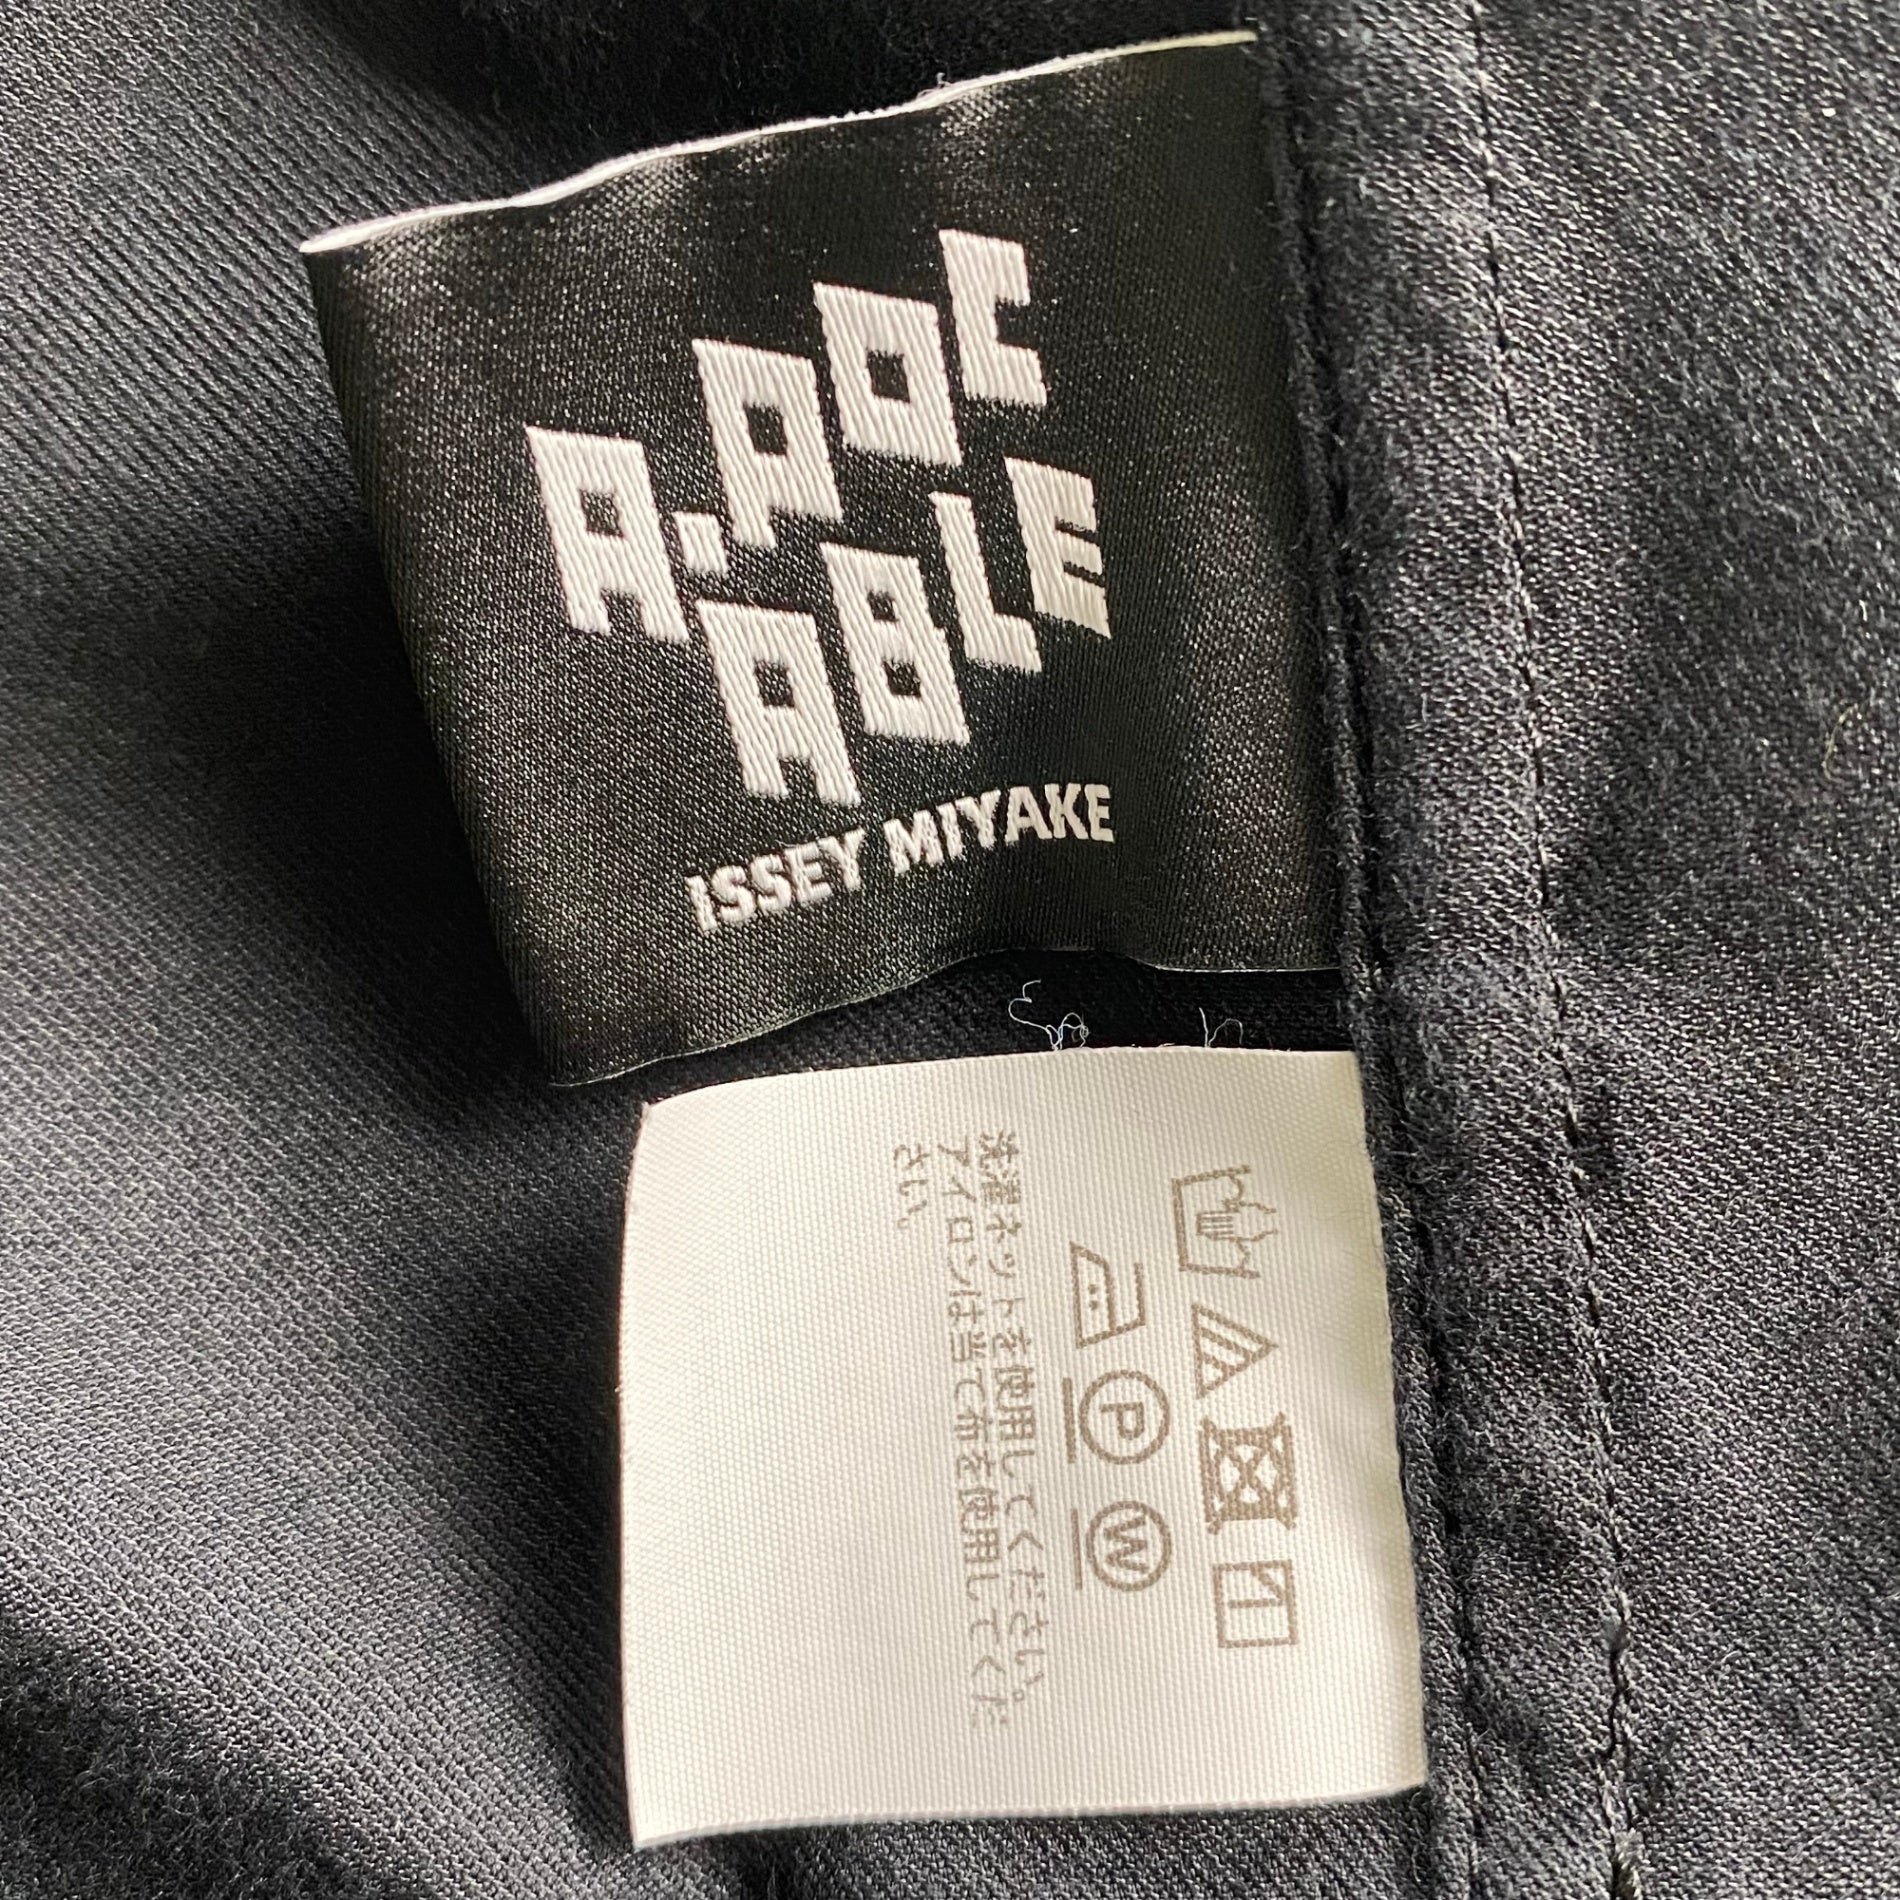 A.POC
ABLE
ISSEY MIYAKE
洗濯ネットを使用してください。
アイロンは当て布を使用してくだ
さい。
P
W